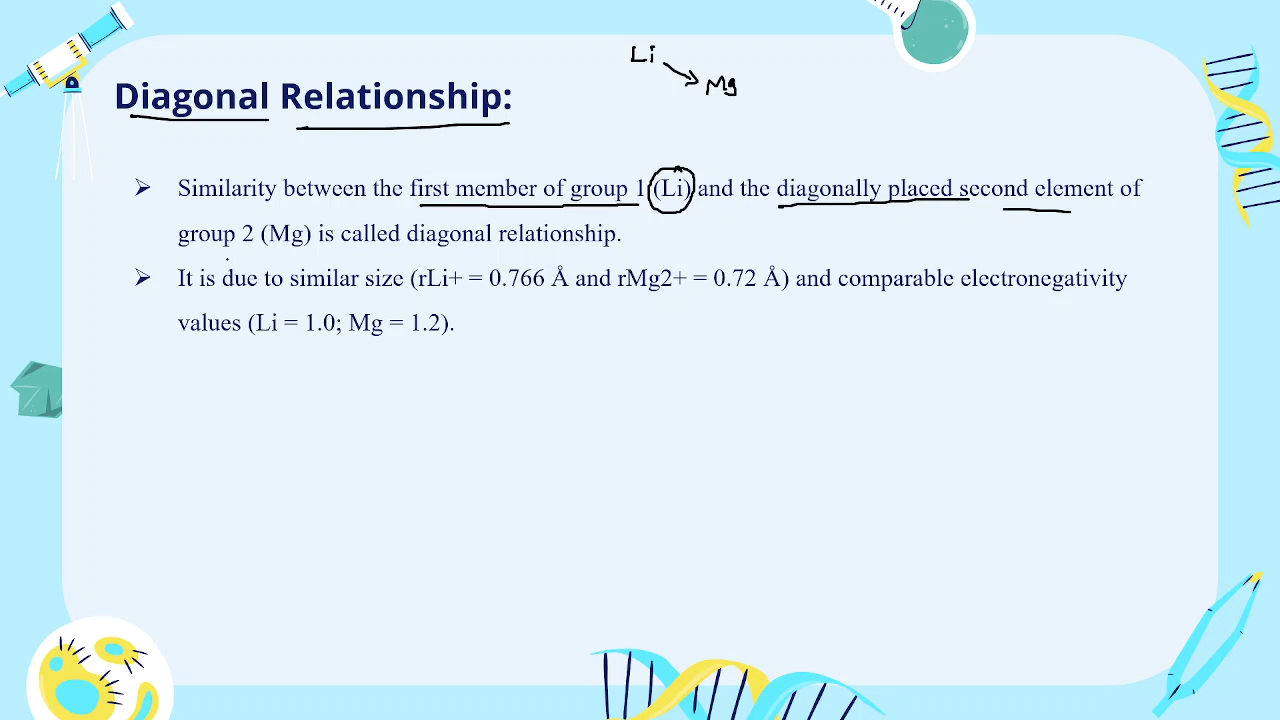 Li
Mg
Diagonal Relationship:
➢ Similarity between the first member of group 1 (Li) and the diagonally placed second element of
group 2 (Mg) is called diagonal relationship.
➢ It is due to similar size (rLi+ = 0.766 Å and rMg2+ = 0.72 Å) and comparable electronegativity
values (Li = 1.0; Mg = 1.2).